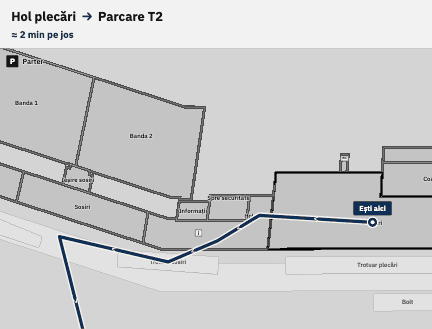 Hol plecări → Parcare T2
≈ 2 min pe jos
P Parter
Banda 1
Banda 2
Sosiri
Informați
Ești aici
Trotuar plecări
Bolt